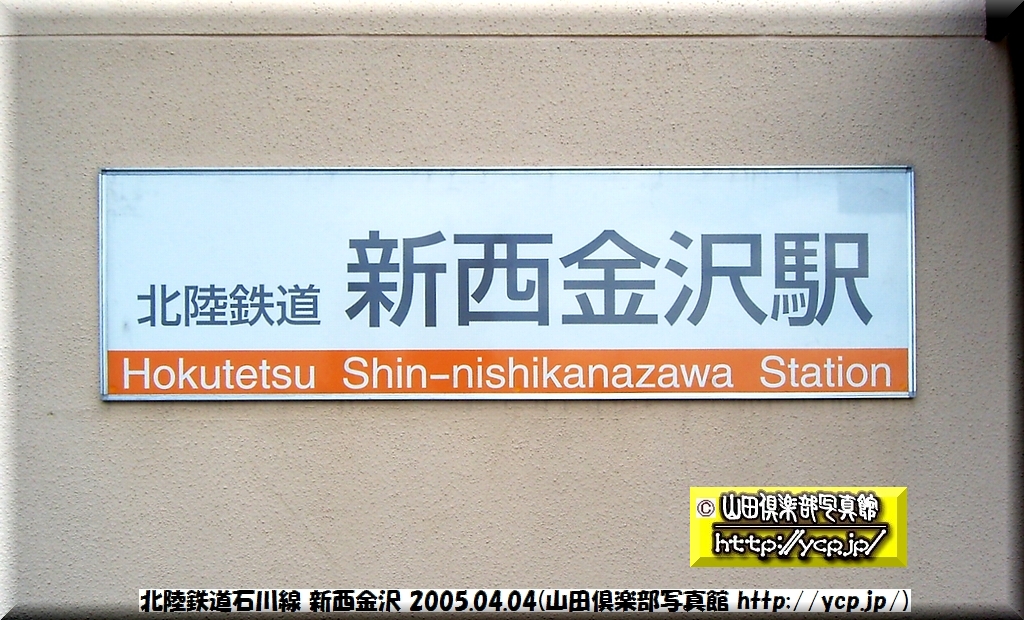 北陸鉄道 新西金沢駅
Hokutetsu Shin-nishikanazawa Station
© 山田倶楽部写真館
http://ycp.jp/
北陸鉄道石川線 新西金沢 2005.04.04(山田倶楽部写真館 http://ycp.jp/)